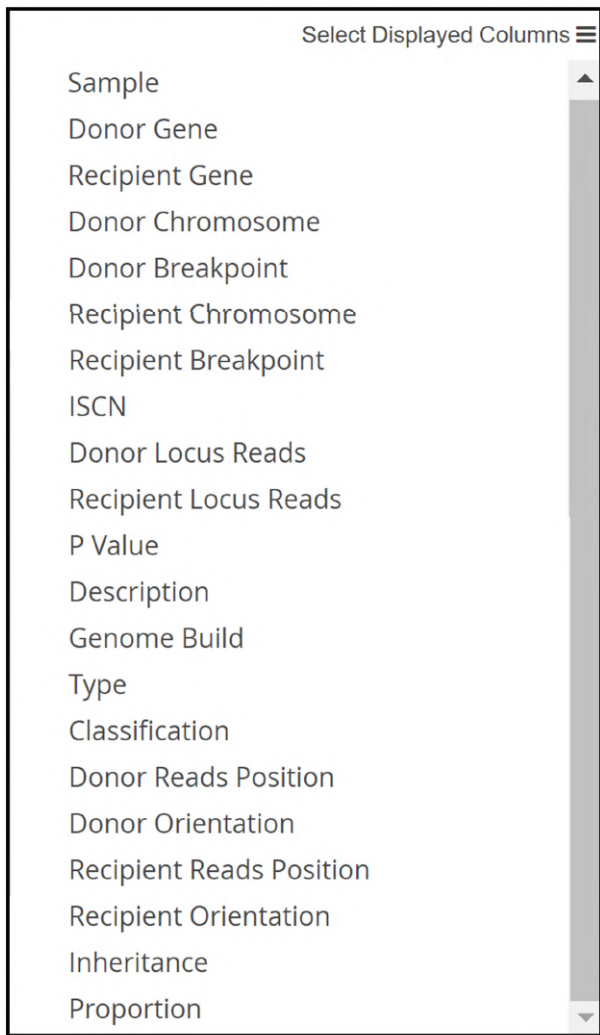 Select Displayed Columns
Sample
Donor Gene
Recipient Gene
Donor Chromosome
Donor Breakpoint
Recipient Chromosome
Recipient Breakpoint
ISCN
Donor Locus Reads
Recipient Locus Reads
P Value
Description
Genome Build
Type
Classification
Donor Reads Position
Donor Orientation
Recipient Reads Position
Recipient Orientation
Inheritance
Proportion